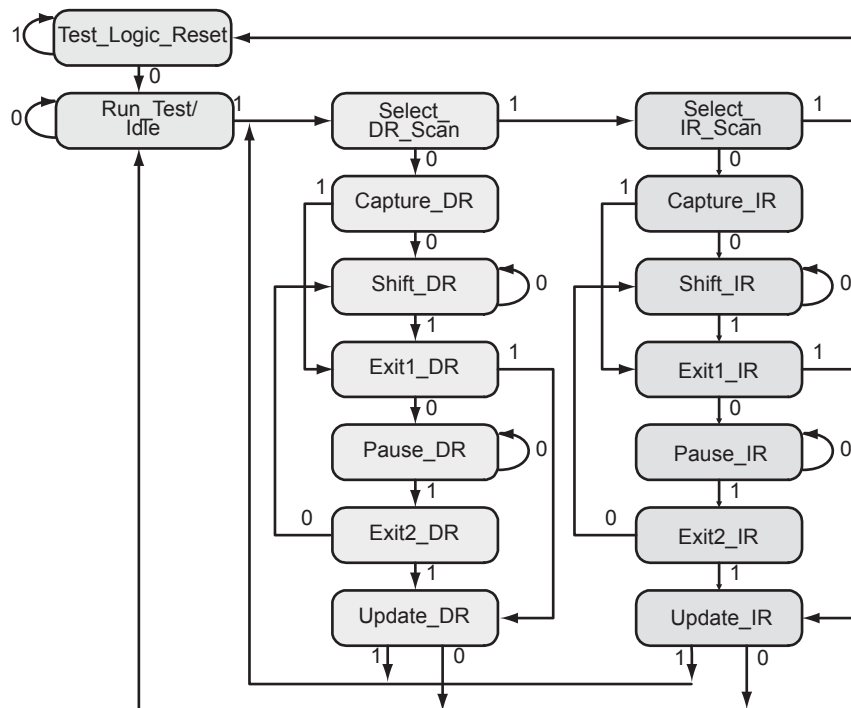 Test_Logic_Reset
1
0
Run_Test/
Idle
0
1
Select_
DR_Scan
1
0
Select_
IR_Scan
1
0
Capture_DR
1
0
Capture_IR
1
0
Shift_DR
0
1
Shift_IR
0
1
Exit1_DR
1
0
Exit1_IR
1
0
Pause_DR
0
1
Pause_IR
0
1
Exit2_DR
0
1
Exit2_IR
0
1
Update_DR
1
0
Update_IR
1
0